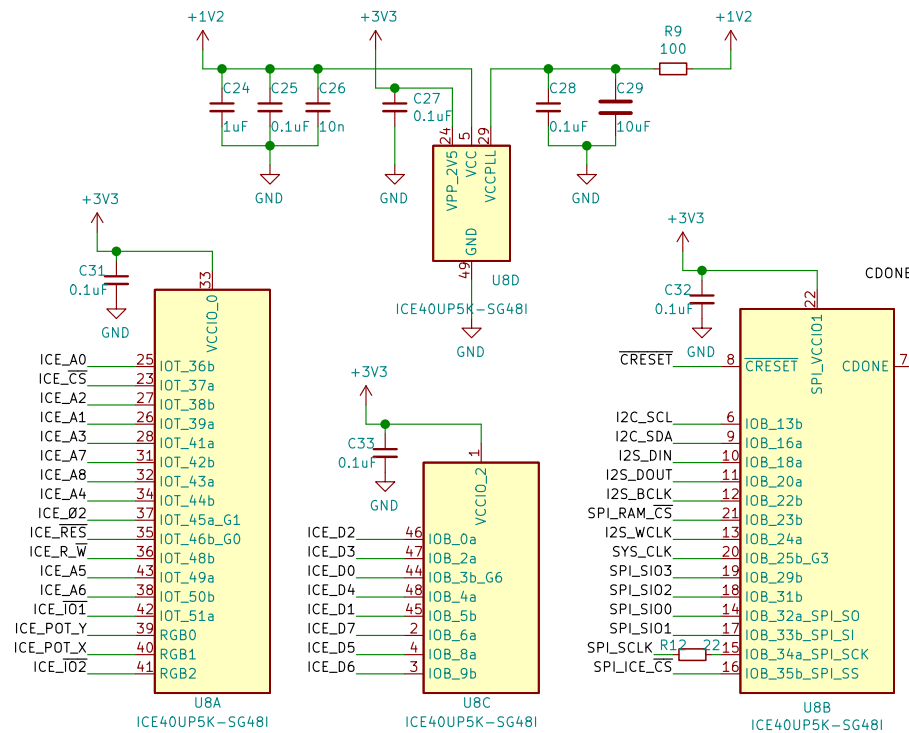 +1V2
+3V3
+1V2
R9
100
C24
1uF
C25
0.1uF
C26
10n
C27
0.1uF
C28
0.1uF
C29
10uF
GND
GND
GND
24
5
29
VPP_2V5
VCC
VCCPLL
GND
49
U8D
ICE40UP5K-SG48I
GND
+3V3
C31
0.1uF
GND
33
VCCIO_0
ICE_A0 25 IOT_36b
ICE_CS 23 IOT_37a
ICE_A2 27 IOT_38b
ICE_A1 26 IOT_39a
ICE_A3 28 IOT_41a
ICE_A7 31 IOT_42b
ICE_A8 32 IOT_43a
ICE_A4 34 IOT_44b
ICE_Ø2 37 IOT_45a_G1
ICE_RES 35 IOT_46b_G0
ICE_R_W 36 IOT_48b
ICE_A5 43 IOT_49a
ICE_A6 38 IOT_50b
ICE_IO1 42 IOT_51a
ICE_POT_Y 39 RGB0
ICE_POT_X 40 RGB1
ICE_IO2 41 RGB2
U8A
ICE40UP5K-SG48I
+3V3
C33
0.1uF
GND
1
VCCIO_2
ICE_D2 46 IOB_0a
ICE_D3 47 IOB_2a
ICE_D0 44 IOB_3b_G6
ICE_D4 48 IOB_4a
ICE_D1 45 IOB_5b
ICE_D7 2 IOB_6a
ICE_D5 4 IOB_8a
ICE_D6 3 IOB_9b
U8C
ICE40UP5K-SG48I
+3V3
C32
0.1uF
GND
22
SPI_VCCIO1
CDONE
CRESET 8 CRESET
CDONE 7
I2C_SCL 6 IOB_13b
I2C_SDA 9 IOB_16a
I2S_DIN 10 IOB_18a
I2S_DOUT 11 IOB_20a
I2S_BCLK 12 IOB_22b
SPI_RAM_CS 21 IOB_23b
I2S_WCLK 13 IOB_24a
SYS_CLK 20 IOB_25b_G3
SPI_SIO3 19 IOB_29b
SPI_SIO2 18 IOB_31b
SPI_SIO0 14 IOB_32a_SPI_SO
SPI_SIO1 17 IOB_33b_SPI_SI
SPI_SCLK R12 22 15 IOB_34a_SPI_SCK
SPI_ICE_CS 16 IOB_35b_SPI_SS
U8B
ICE40UP5K-SG48I